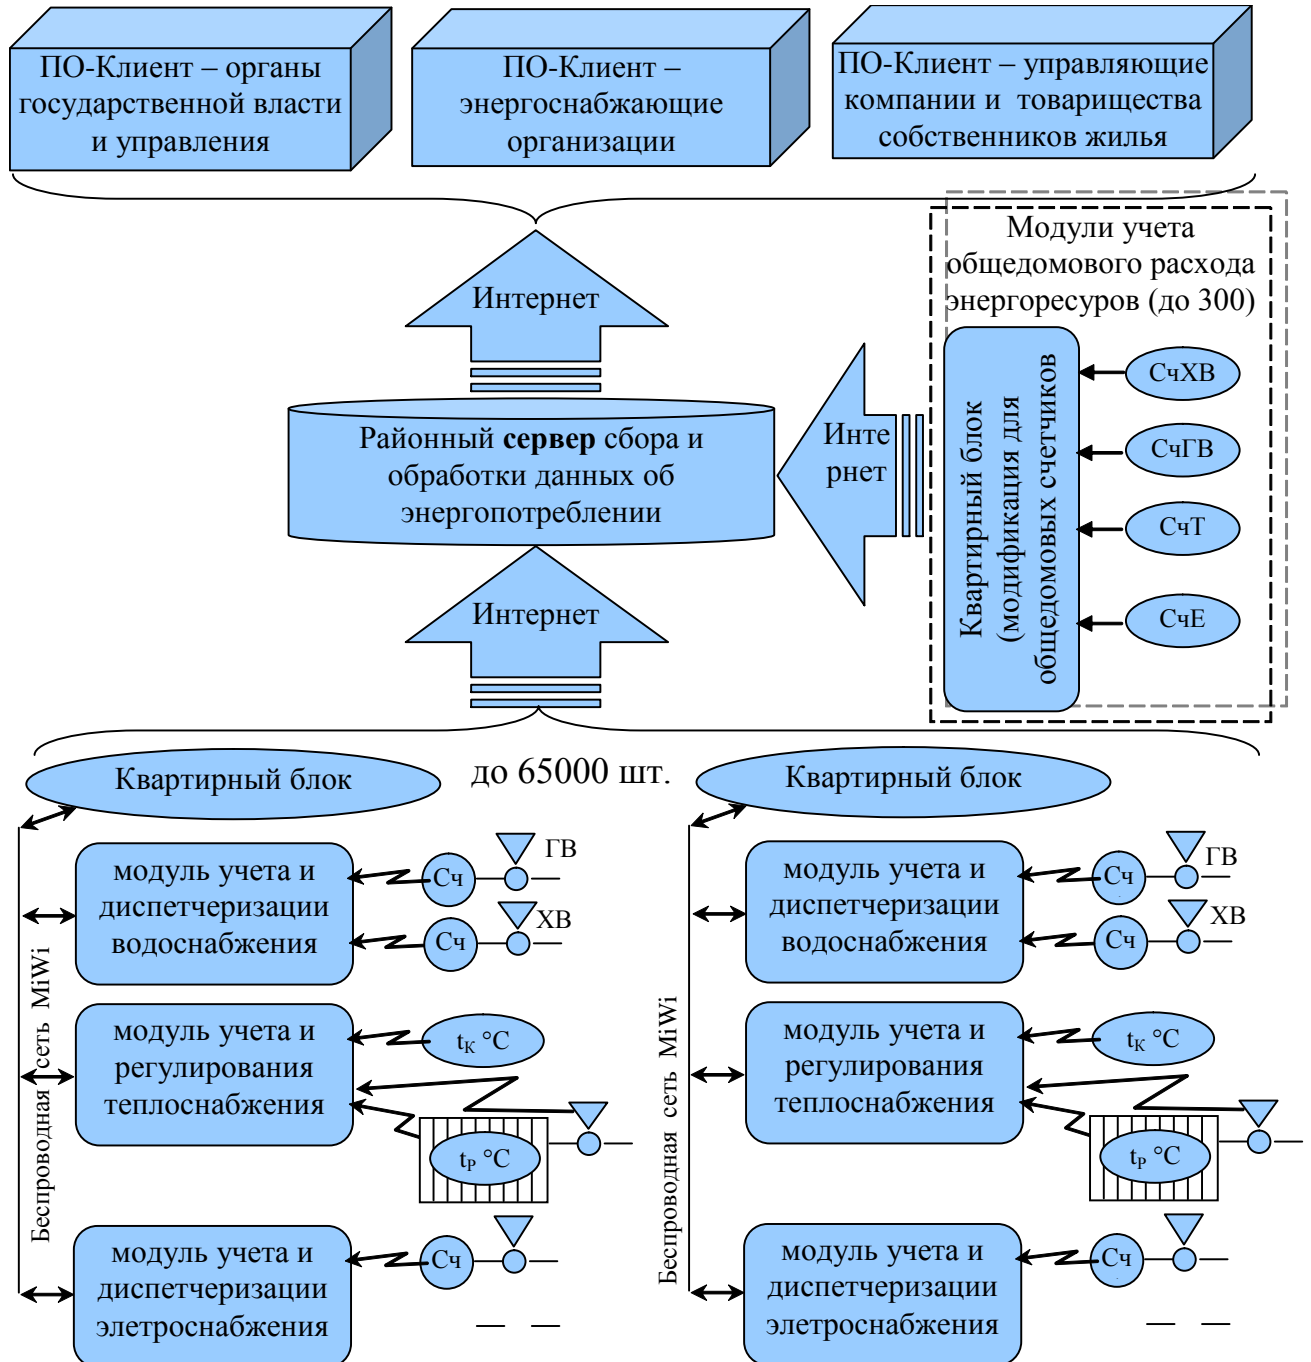 ПО-Клиент – органы
государственной власти
и управления
ПО-Клиент –
энергоснабжающие
организации
ПО-Клиент – управляющие
компании и товарищества
собственников жилья
Интернет
Модули учета
общедомового расхода
энергоресуров (до 300)
Квартирный блок
(модификация для
общедомовых счетчиков
СчХВ
СчГВ
СчТ
СчЕ
Инте
рнет
Районный сервер сбора и
обработки данных об
энергопотреблении
Интернет
до 65000 шт.
Квартирный блок
Беспроводная сеть MiWi
модуль учета и
диспетчеризации
водоснабжения
Сч
ГВ
Сч
ХВ
модуль учета и
регулирования
теплоснабжения
tК °C
tР °C
модуль учета и
диспетчеризации
элетроснабжения
Сч
Квартирный блок
Беспроводная сеть MiWi
модуль учета и
диспетчеризации
водоснабжения
Сч
ГВ
Сч
ХВ
модуль учета и
регулирования
теплоснабжения
tК °C
tР °C
модуль учета и
диспетчеризации
элетроснабжения
Сч